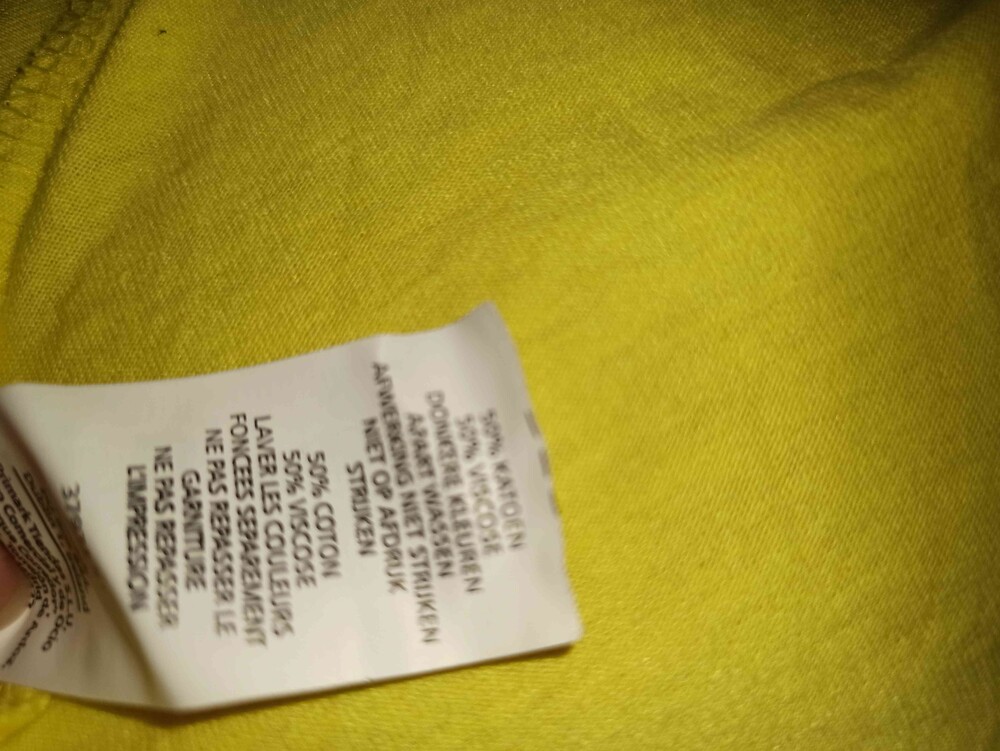 50% KATOEN
50% VISCOSE
DONKERE KLEUREN
APART WASSEN
AFWERKING NIET STRIJKEN
NIET OP AFDRUK
STRIJKEN
50% COTON
50% VISCOSE
LAVER LES COULEURS
FONCEES SEPAREMENT
NE PAS REPASSER LE
GARNITURE
NE PAS REPASSER
L'IMPRESSION